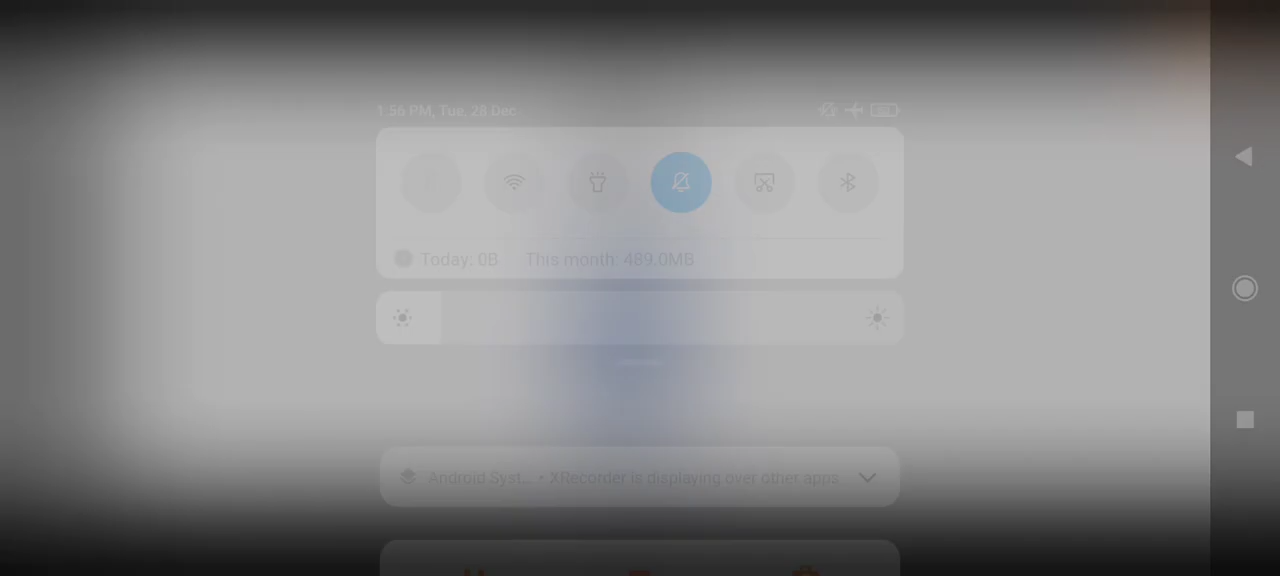 1:56 PM, Tue, 28 Dec
Today: 0B This month: 489.0MB
Android Syst... • XRecorder is displaying over other apps